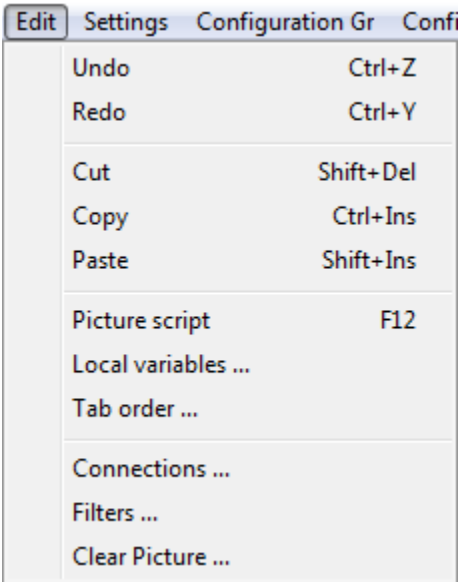 Edit Settings Configuration Gr Confi
Undo Ctrl+Z
Redo Ctrl+Y
Cut Shift+Del
Copy Ctrl+Ins
Paste Shift+Ins
Picture script F12
Local variables ...
Tab order ...
Connections ...
Filters ...
Clear Picture ...